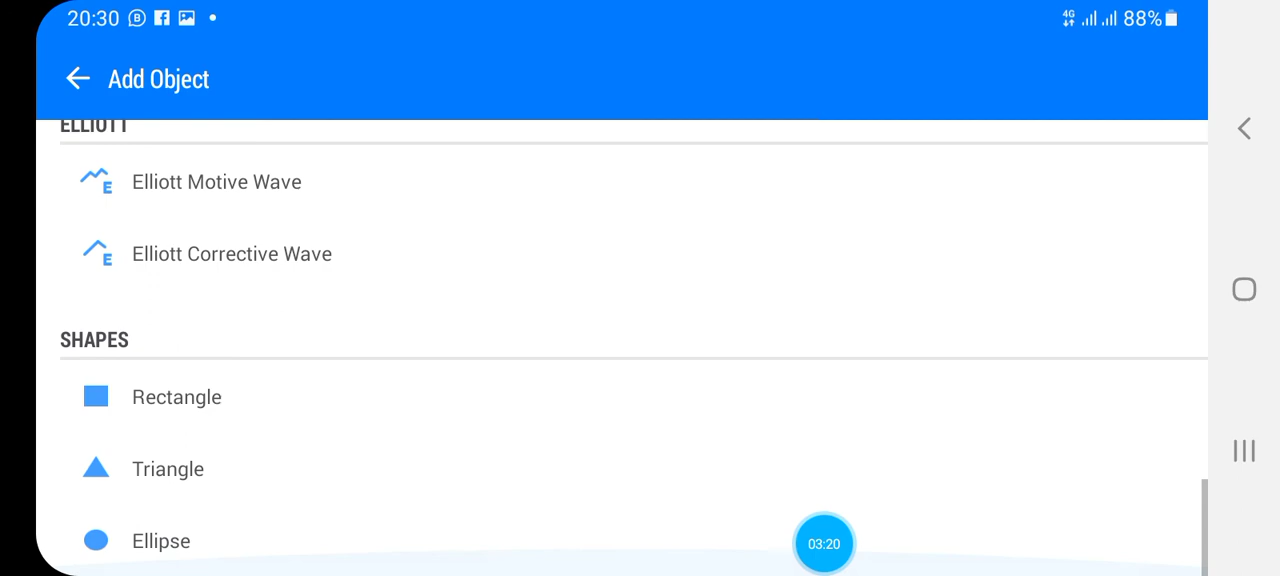 20:30
4G 88%
Add Object
ELLIOTT
E Elliott Motive Wave
E Elliott Corrective Wave
SHAPES
Rectangle
Triangle
Ellipse
03:20